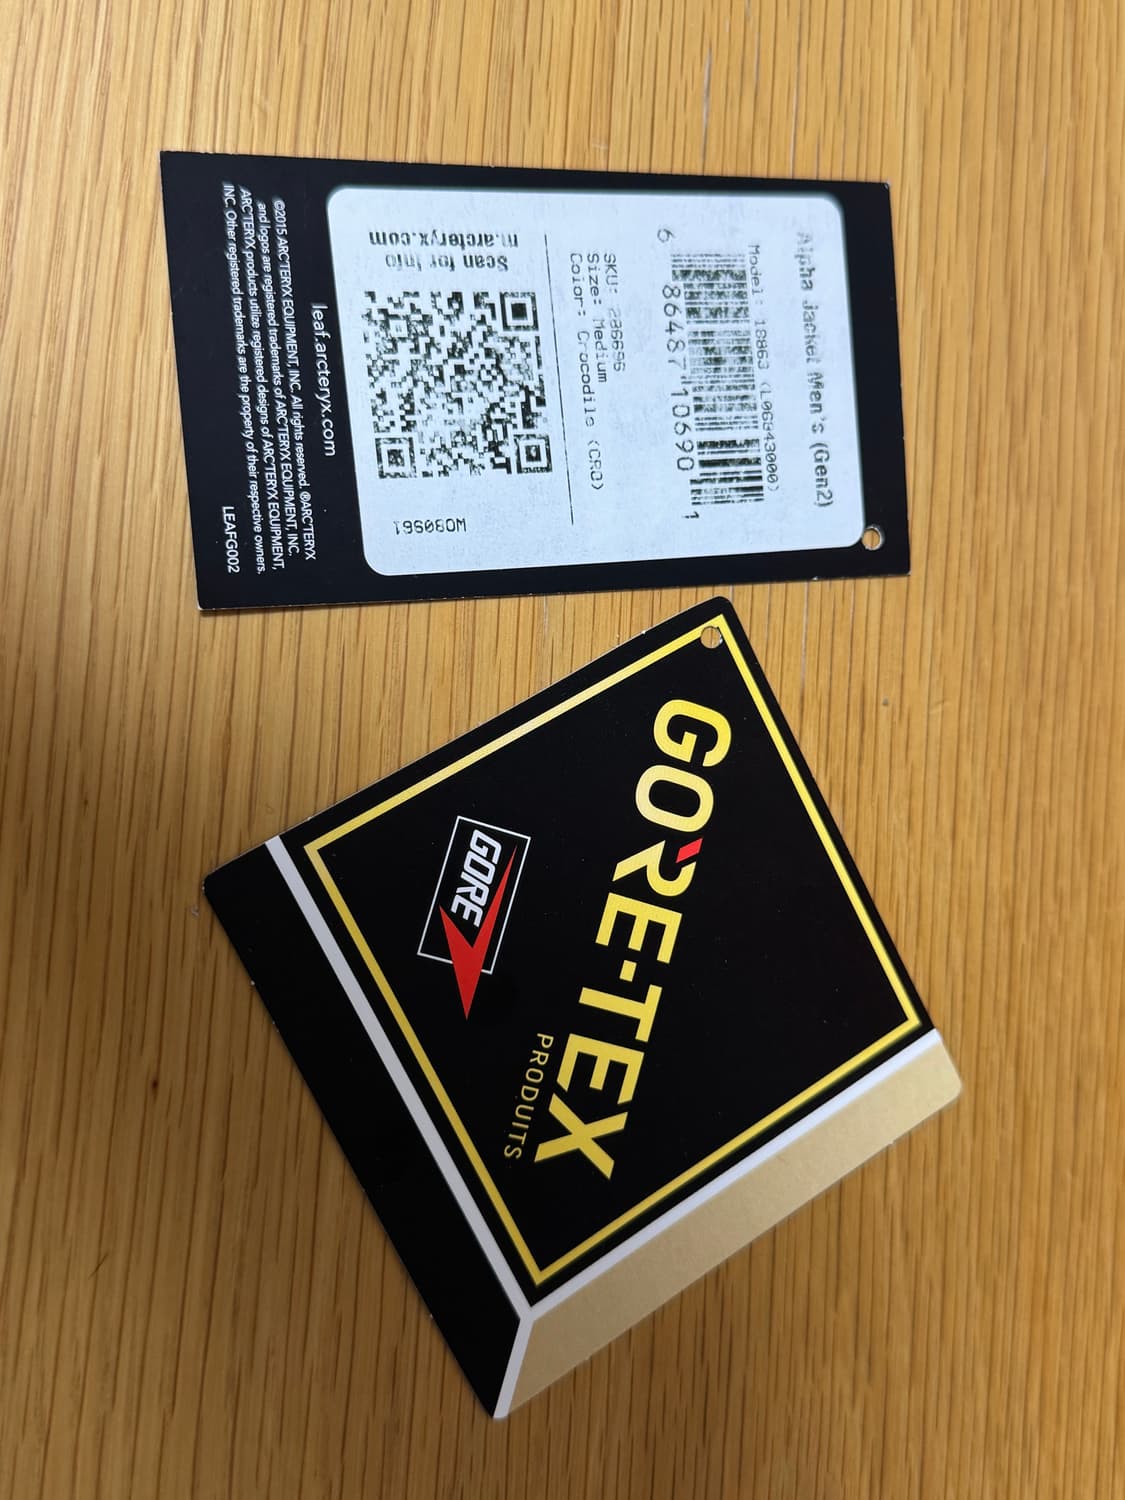 Alpha Jacket Men's (Gen2)
Model: 18863 (L06843000)
6 86487 10690 1
SKU: 286696
Size: Medium
Color: Crocodile (CRO)
Scan for info
m.arcteryx.com
WO80961
leaf.arcteryx.com
©2015 ARC'TERYX EQUIPMENT, INC. All rights reserved. ®ARC'TERYX
and logos are registered trademarks of ARC'TERYX EQUIPMENT, INC.
ARC'TERYX products utilize registered designs of ARC'TERYX EQUIPMENT,
INC. Other registered trademarks are the property of their respective owners.
LEAFG002
GORE-TEX
PRODUITS
GORE